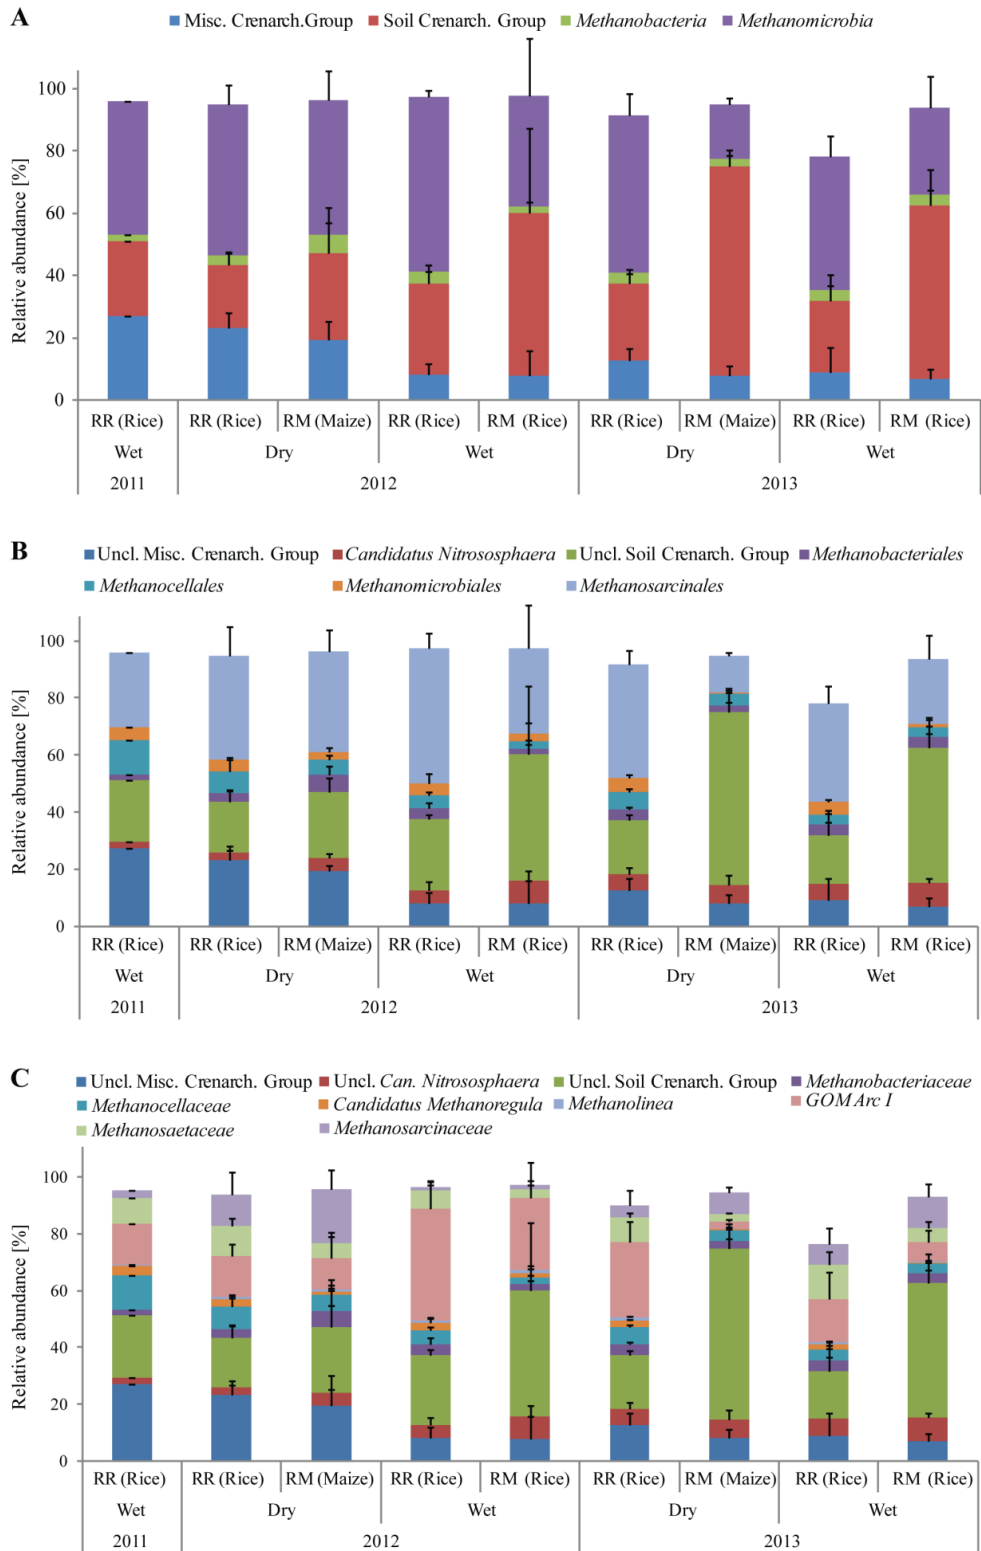 A
Misc. Crenarch.Group Soil Crenarch. Group Methanobacteria Methanomicrobia
Relative abundance [%]
100
80
60
40
20
0
RR (Rice) RR (Rice) RM (Maize) RR (Rice) RM (Rice) RR (Rice) RM (Maize) RR (Rice) RM (Rice)
Wet Dry Wet Dry Wet
2011 2012 2013
B
Uncl. Misc. Crenarch. Group Candidatus Nitrososphaera Uncl. Soil Crenarch. Group Methanobacteriales
Methanocellales Methanomicrobiales Methanosarcinales
Relative abundance [%]
100
80
60
40
20
0
RR (Rice) RR (Rice) RM (Maize) RR (Rice) RM (Rice) RR (Rice) RM (Maize) RR (Rice) RM (Rice)
Wet Dry Wet Dry Wet
2011 2012 2013
C
Uncl. Misc. Crenarch. Group Uncl. Can. Nitrososphaera Uncl. Soil Crenarch. Group Methanobacteriaceae
Methanocellaceae Candidatus Methanoregula Methanolinea GOM Arc I
Methanosaetaceae Methanosarcinaceae
Relative abundance [%]
100
80
60
40
20
0
RR (Rice) RR (Rice) RM (Maize) RR (Rice) RM (Rice) RR (Rice) RM (Maize) RR (Rice) RM (Rice)
Wet Dry Wet Dry Wet
2011 2012 2013